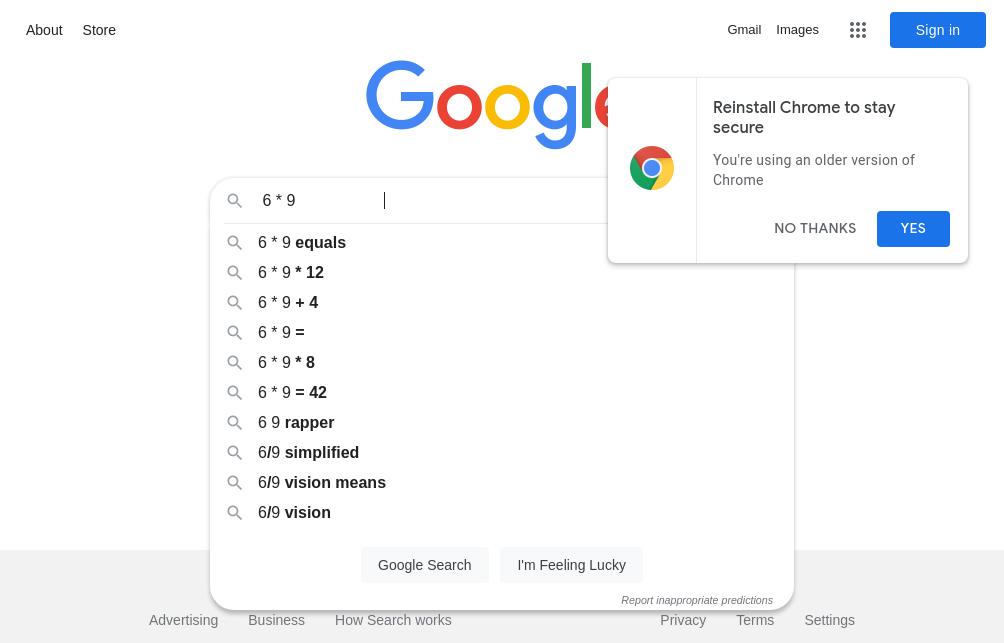 About Store Gmail Images Sign in
Google
Reinstall Chrome to stay
secure
You're using an older version of
Chrome
NO THANKS YES
6 * 9
6 * 9 equals
6 * 9 * 12
6 * 9 + 4
6 * 9 =
6 * 9 * 8
6 * 9 = 42
6 9 rapper
6/9 simplified
6/9 vision means
6/9 vision
Google Search I'm Feeling Lucky
Report inappropriate predictions
Advertising Business How Search works Privacy Terms Settings